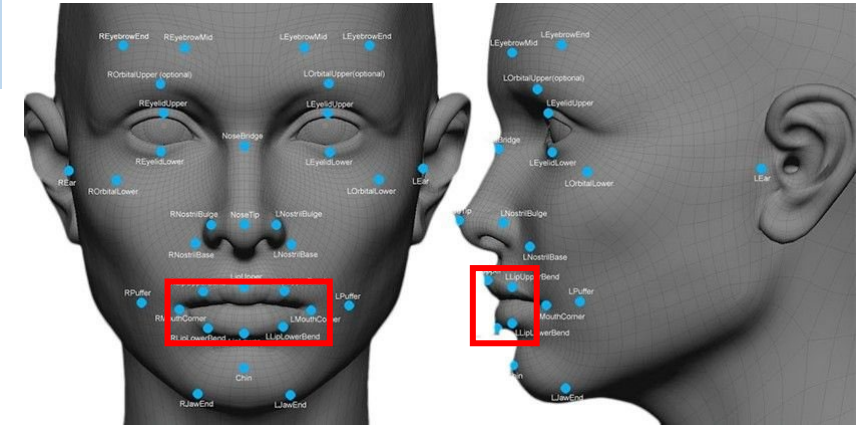 REyebrowEnd
REyebrowMid
LEyebrowMid
LEyebrowEnd
ROrbitalUpper (optional)
LOrbitalUpper(optional)
REyelidUpper
LEyelidUpper
NoseBridge
REyelidLower
LEyelidLower
REar
ROrbitalLower
LOrbitalLower
LEar
RNostrilBulge
NoseTip
LNostrilBulge
RNostrilBase
LNostrilBase
RPuffer
LPuffer
RMouthCorner
LMouthCorner
RLipLowerBend
LLipLowerBend
Chin
RJawEnd
LJawEnd
LEyebrowMid
LEyebrowEnd
LOrbitalUpper(optional)
LEyelidUpper
LEyelidLower
LOrbitalLower
LEar
LNostrilBulge
LNostrilBase
LLipUpperBend
LPuffer
MouthCorner
LLipLowerBend
LJawEnd